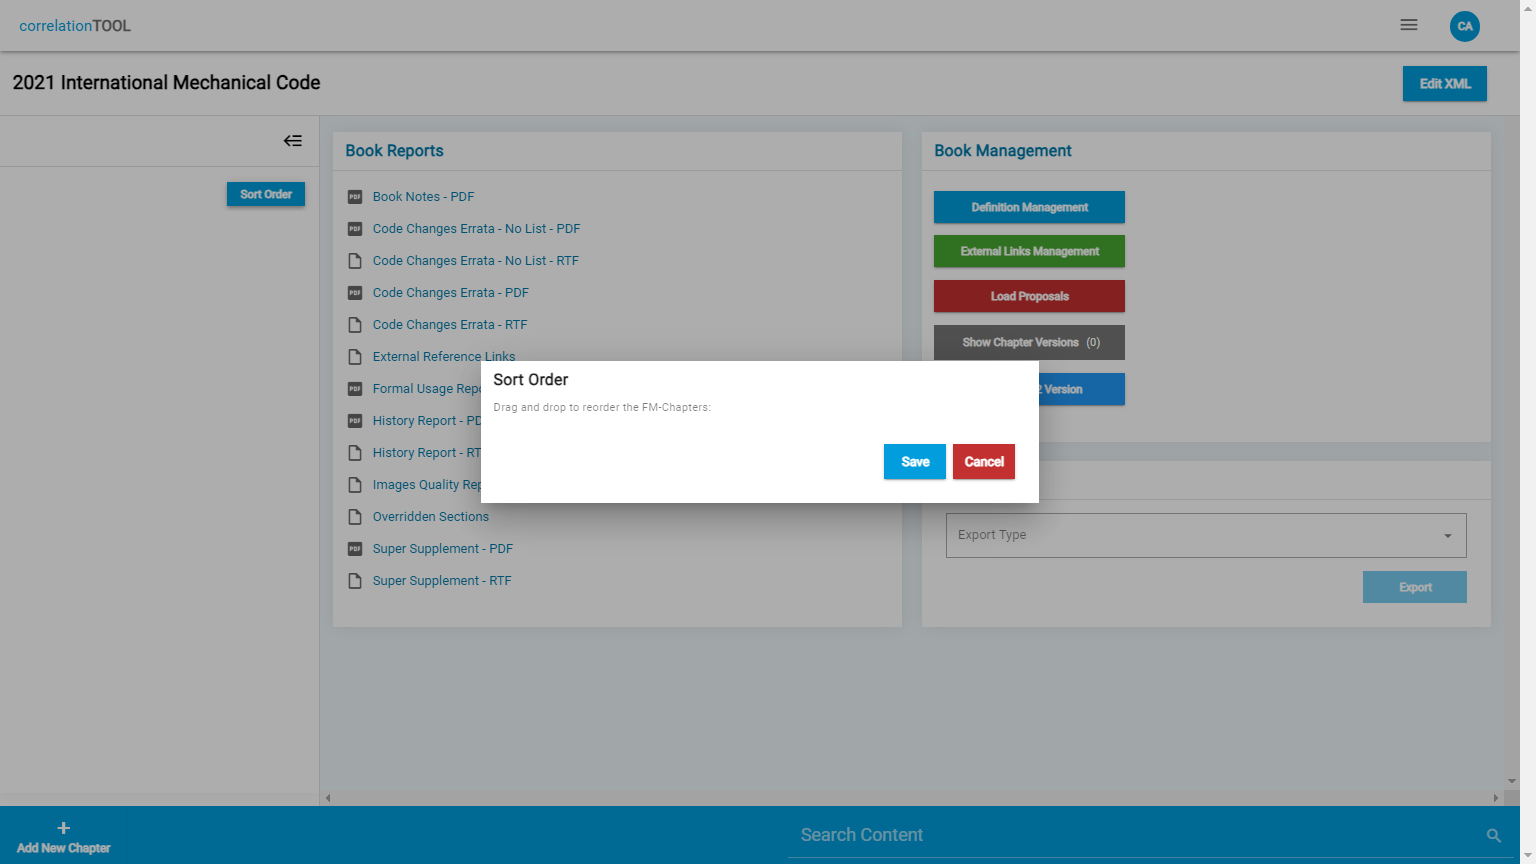 correlationTOOL
CA
2021 International Mechanical Code
Edit XML
Sort Order
Book Reports
PDF Book Notes - PDF
PDF Code Changes Errata - No List - PDF
Code Changes Errata - No List - RTF
PDF Code Changes Errata - PDF
Code Changes Errata - RTF
External Reference Links
PDF Formal Usage Repo
PDF History Report - PD
History Report - RT
Images Quality Rep
Overridden Sections
PDF Super Supplement - PDF
Super Supplement - RTF
Book Management
Definition Management
External Links Management
Load Proposals
Show Chapter Versions (0)
2 Version
Sort Order
Drag and drop to reorder the FM-Chapters:
Save
Cancel
Export Type
Export
Add New Chapter
Search Content